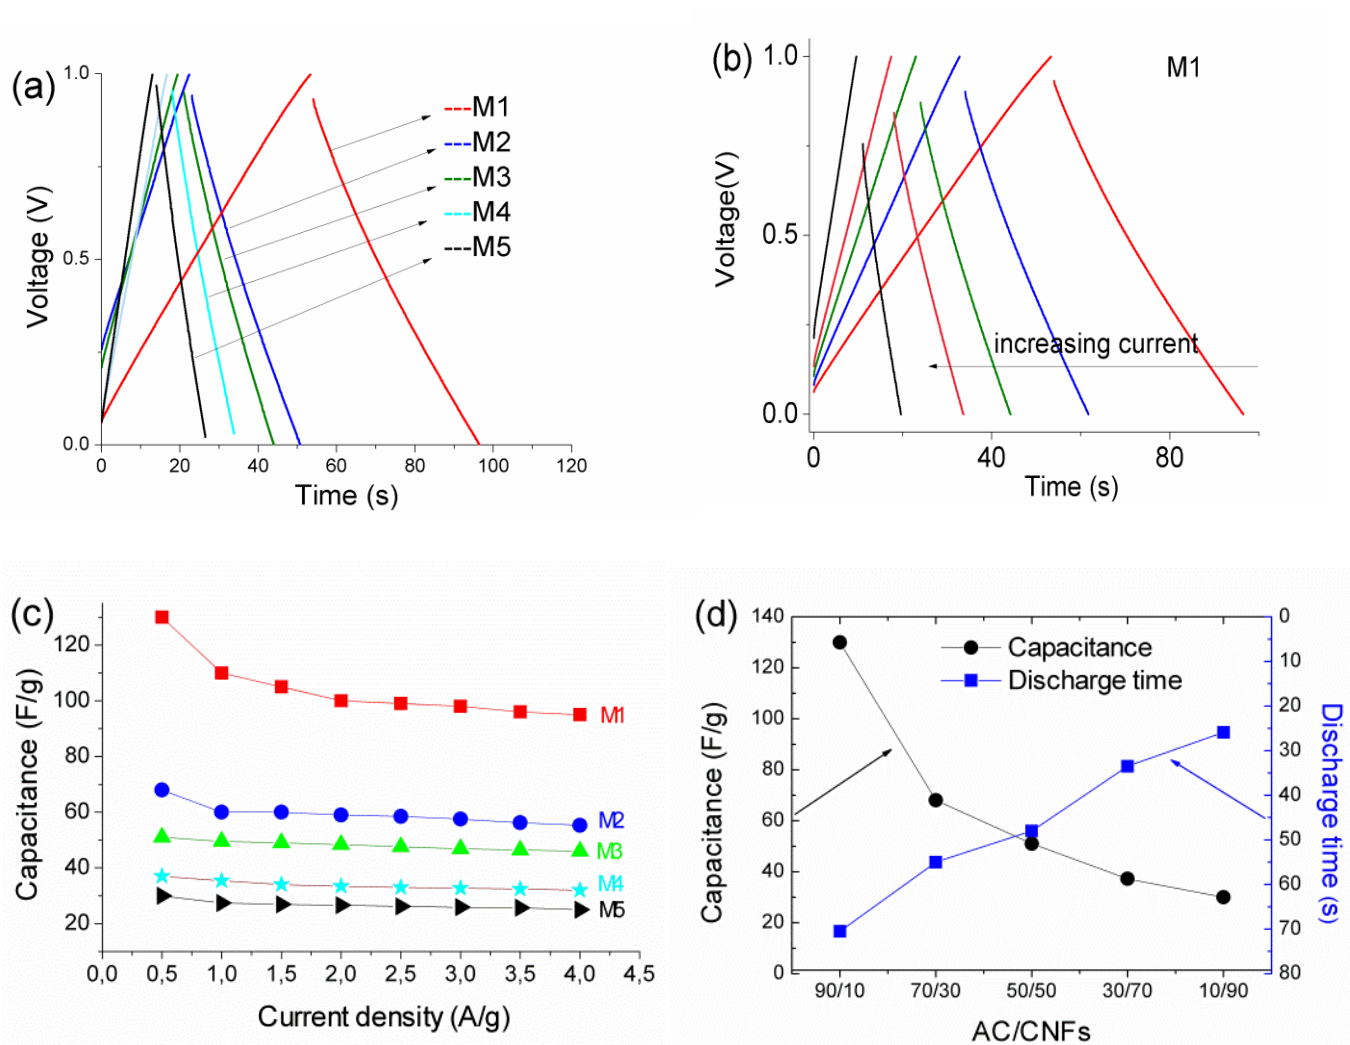 (a)
1.0
0.5
0.0
Voltage (V)
0 20 40 60 80 100 120
Time (s)
M1
M2
M3
M4
M5
(b)
M1
1.0
0.5
0.0
Voltage(V)
increasing current
0 40 80
Time (s)
(c)
120
100
80
60
40
20
Capacitance (F/g)
M1
M2
M3
M4
M5
0,0 0,5 1,0 1,5 2,0 2,5 3,0 3,5 4,0 4,5
Current density (A/g)
(d)
140
120
100
80
60
40
20
0
Capacitance (F/g)
Capacitance
Discharge time
0
10
20
30
40
50
60
70
80
Discharge time (s)
90/10 70/30 50/50 30/70 10/90
AC/CNFs